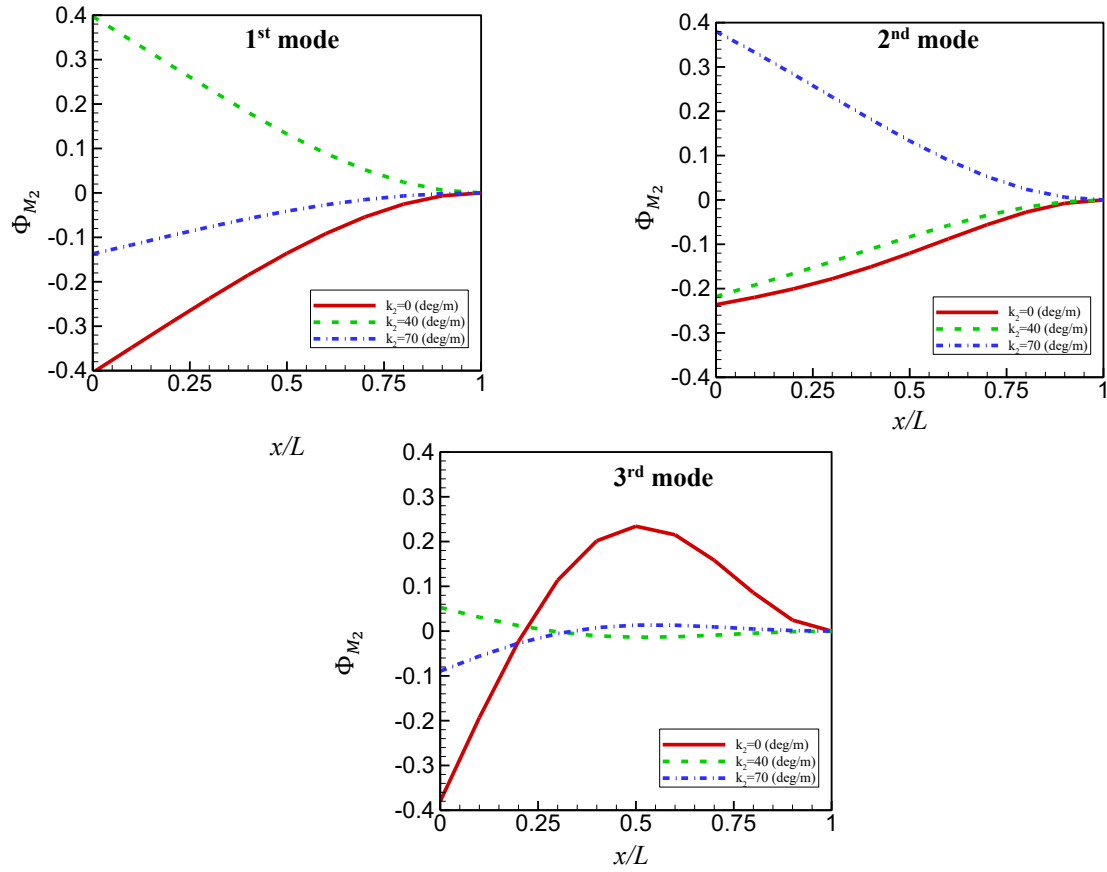 1st mode
0.4
0.3
0.2
0.1
0
-0.1
-0.2
-0.3
-0.4
ΦM2
k2=0 (deg/m)
k2=40 (deg/m)
k2=70 (deg/m)
0 0.25 0.5 0.75 1
x/L
2nd mode
0.4
0.3
0.2
0.1
0
-0.1
-0.2
-0.3
-0.4
ΦM2
k2=0 (deg/m)
k2=40 (deg/m)
k2=70 (deg/m)
0 0.25 0.5 0.75 1
x/L
3rd mode
0.4
0.3
0.2
0.1
0
-0.1
-0.2
-0.3
-0.4
ΦM2
k2=0 (deg/m)
k2=40 (deg/m)
k2=70 (deg/m)
0 0.25 0.5 0.75 1
x/L